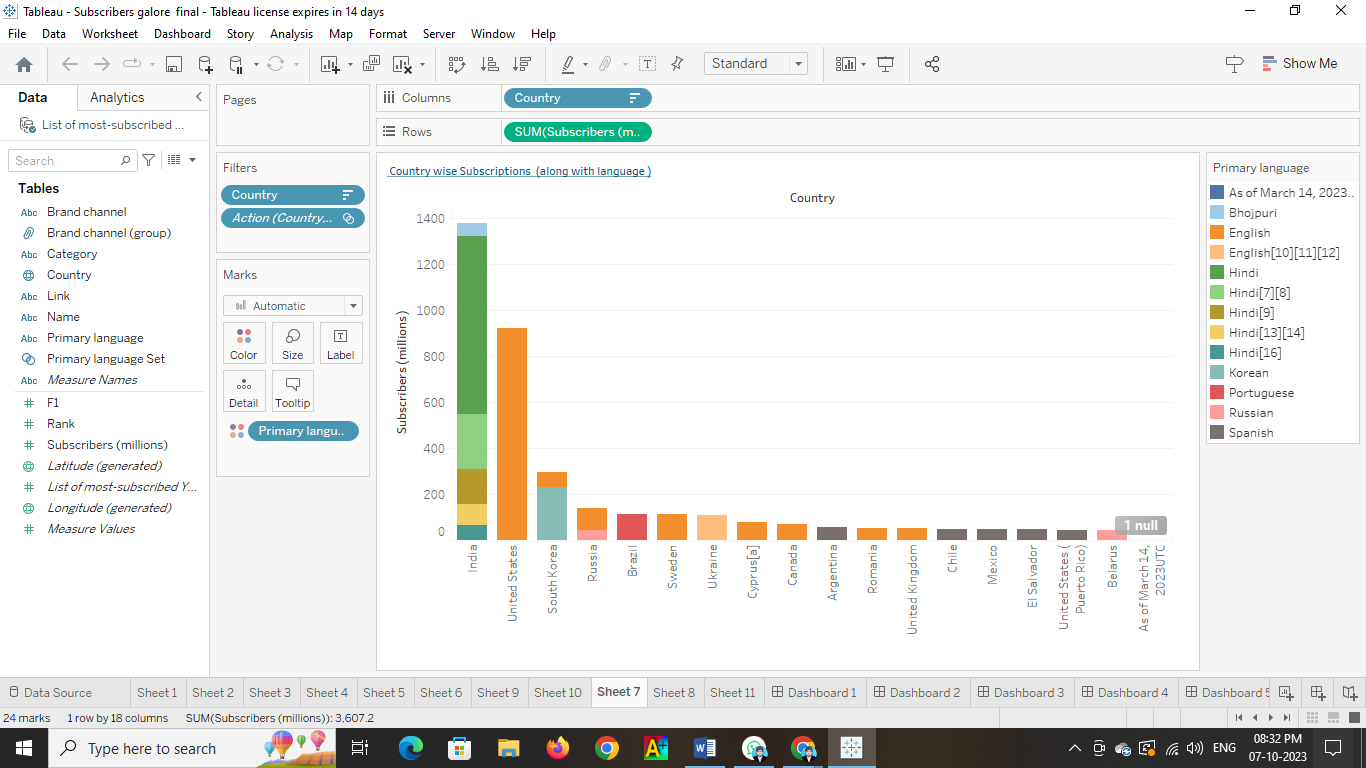 Tableau - Subscribers galore  final - Tableau license expires in 14 days
File Data Worksheet Dashboard Story Analysis Map Format Server Window Help
Standard
Show Me
Data Analytics
List of most-subscribed ...
Search
Tables
Abc Brand channel
Brand channel (group)
Abc Category
Country
Abc Link
Abc Name
Abc Primary language
Primary language Set
Abc Measure Names
# F1
# Rank
# Subscribers (millions)
Latitude (generated)
# List of most-subscribed Y...
Longitude (generated)
# Measure Values
Pages
Filters
Country
Action (Country,..
Marks
Automatic
Color Size Label
Detail Tooltip
Primary langu..
Columns Country
Rows SUM(Subscribers (m..
Country wise Subscriptions  (along with language )
Country
Subscribers (millions)
1400
1200
1000
800
600
400
200
0
1 null
India
United States
South Korea
Russia
Brazil
Sweden
Ukraine
Cyprus[a]
Canada
Argentina
Romania
United Kingdom
Chile
Mexico
El Salvador
United States (
Puerto Rico)
Belarus
As of March 14,
2023UTC
Primary language
As of March 14, 2023..
Bhojpuri
English
English[10][11][12]
Hindi
Hindi[7][8]
Hindi[9]
Hindi[13][14]
Hindi[16]
Korean
Portuguese
Russian
Spanish
Data Source Sheet 1 Sheet 2 Sheet 3 Sheet 4 Sheet 5 Sheet 6 Sheet 9 Sheet 10 Sheet 7 Sheet 8 Sheet 11 Dashboard 1 Dashboard 2 Dashboard 3 Dashboard 4 Dashboard 5
24 marks 1 row by 18 columns SUM(Subscribers (millions)): 3,607.2
Type here to search
ENG
08:32 PM
07-10-2023